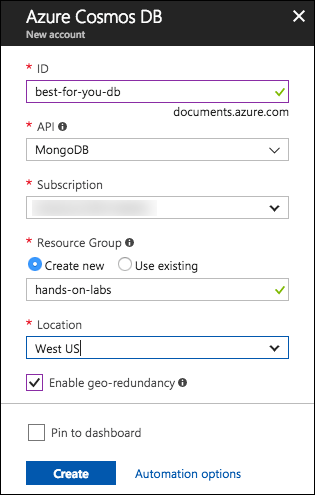 Azure Cosmos DB
New account
* ID
best-for-you-db
documents.azure.com
* API
MongoDB
* Subscription
* Resource Group
Create new Use existing
hands-on-labs
* Location
West US
Enable geo-redundancy
Pin to dashboard
Create Automation options